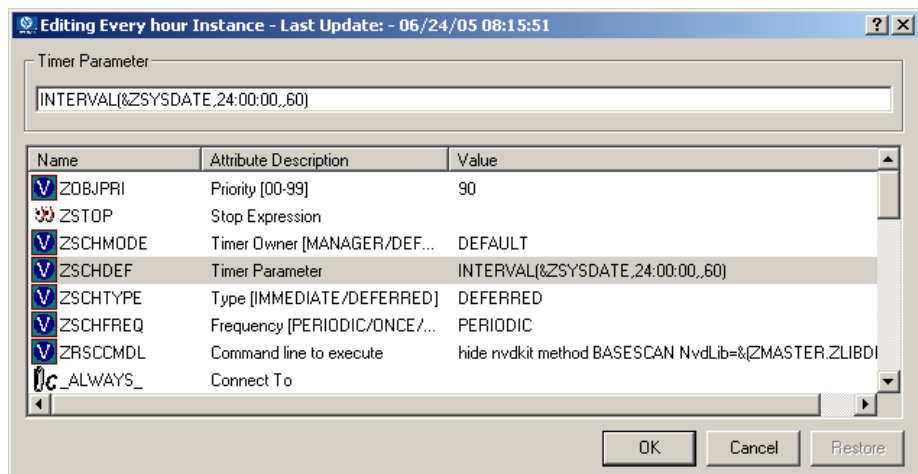 Editing Every hour Instance - Last Update: - 06/24/05 08:15:51
Timer Parameter
INTERVAL(&ZSYSDATE,24:00:00,,60)
Name Attribute Description Value
ZOBJPRI Priority [00-99] 90
ZSTOP Stop Expression
ZSCHMODE Timer Owner [MANAGER/DEF... DEFAULT
ZSCHDEF Timer Parameter INTERVAL(&ZSYSDATE,24:00:00,,60)
ZSCHTYPE Type [IMMEDIATE/DEFERRED] DEFERRED
ZSCHFREQ Frequency [PERIODIC/ONCE/... PERIODIC
ZRSCCMDL Command line to execute hide nvdkit method BASESCAN NvdLib=&(ZMASTER.ZLIBDI
_ALWAYS_ Connect To
OK Cancel Restore